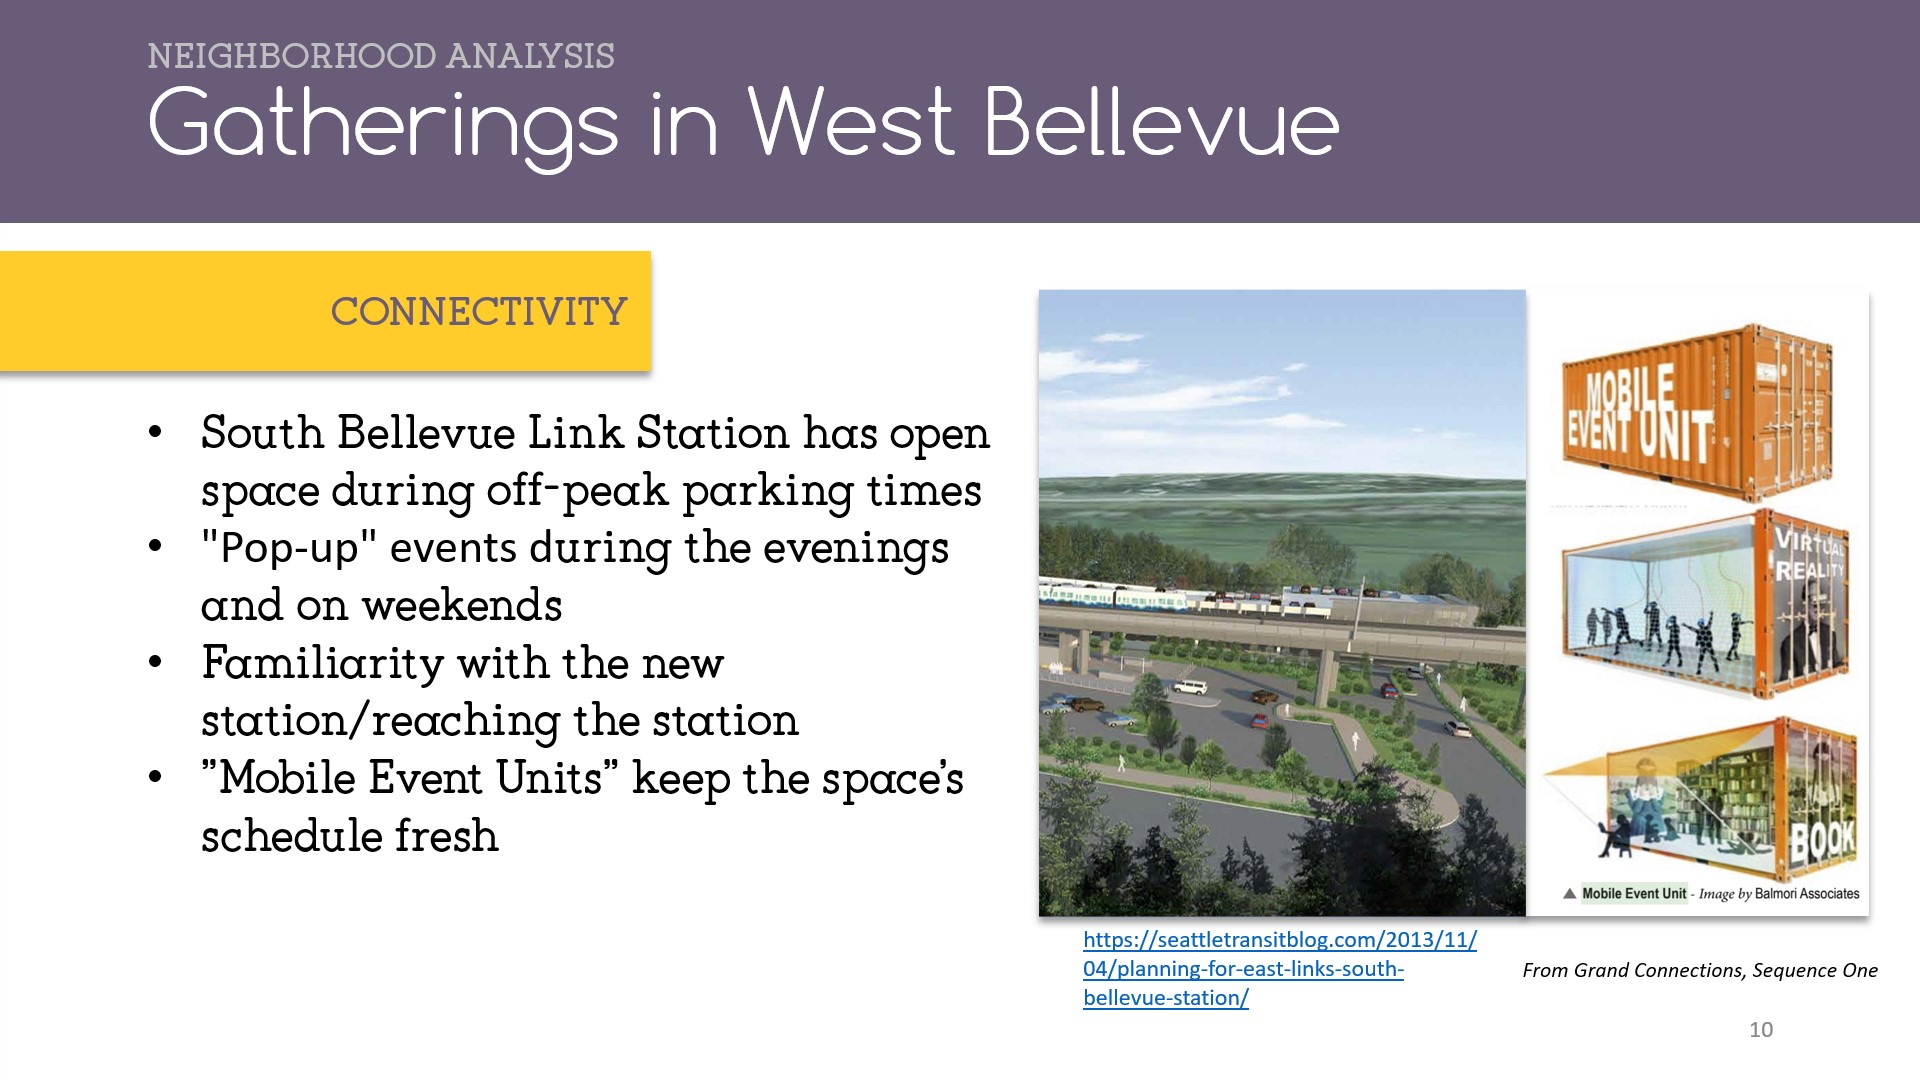 NEIGHBORHOOD ANALYSIS
Gatherings in West Bellevue
CONNECTIVITY
• South Bellevue Link Station has open
space during off-peak parking times
• "Pop-up" events during the evenings
and on weekends
• Familiarity with the new
station/reaching the station
• ”Mobile Event Units” keep the space’s
schedule fresh
MOBILE
EVENT UNIT
VIRTUAL
REALITY
BOOK
▲ Mobile Event Unit - Image by Balmori Associates
https://seattletransitblog.com/2013/11/
04/planning-for-east-links-south-
bellevue-station/
From Grand Connections, Sequence One
10